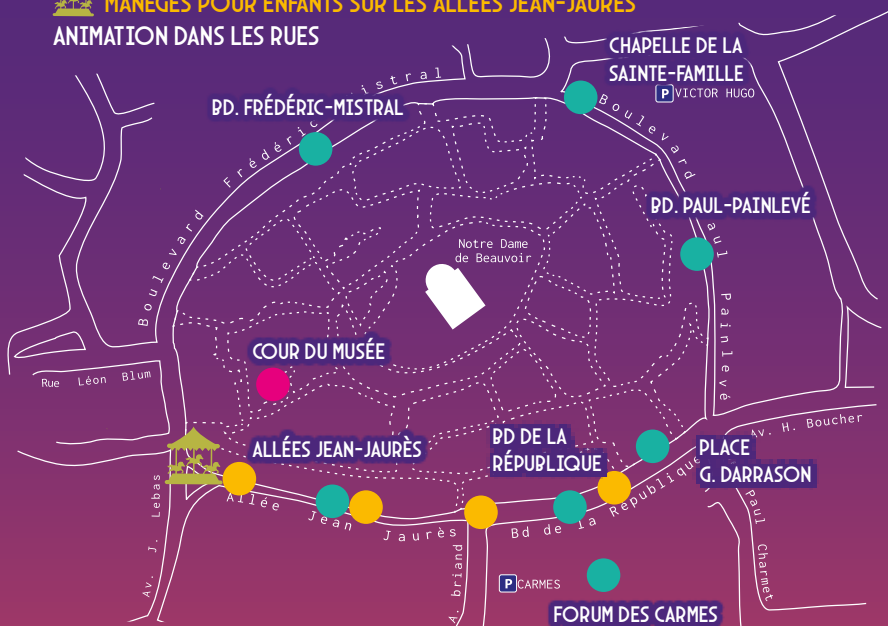 MANÈGES POUR ENFANTS SUR LES ALLÉES JEAN-JAURÈS
ANIMATION DANS LES RUES
CHAPELLE DE LA
SAINTE-FAMILLE
P VICTOR HUGO
BD. FRÉDÉRIC-MISTRAL
Boulevard Frédéric Mistral
Boulevard Paul Painlevé
BD. PAUL-PAINLEVÉ
Notre Dame
de Beauvoir
COUR DU MUSÉE
Rue Léon Blum
ALLÉES JEAN-JAURÈS
BD DE LA
RÉPUBLIQUE
PLACE
G. DARRASON
Av. H. Boucher
Allée Jean Jaurès
Bd de la République
Av. J. Lebas
A. briand
Paul Charmet
P CARMES
FORUM DES CARMES